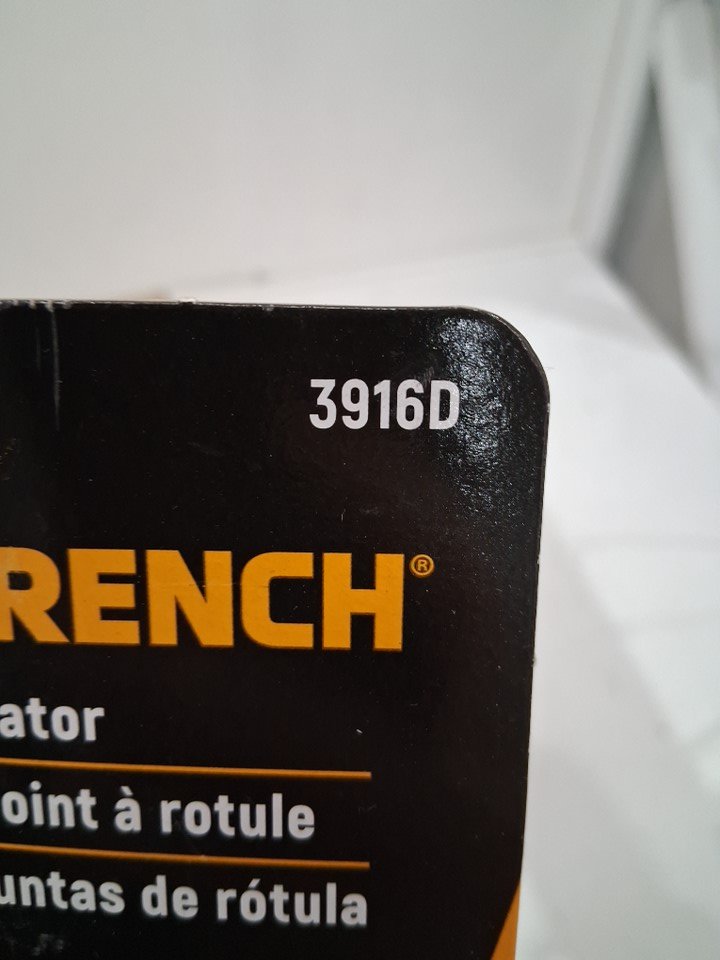 3916D
RENCH®
ator
oint à rotule
untas de rótula